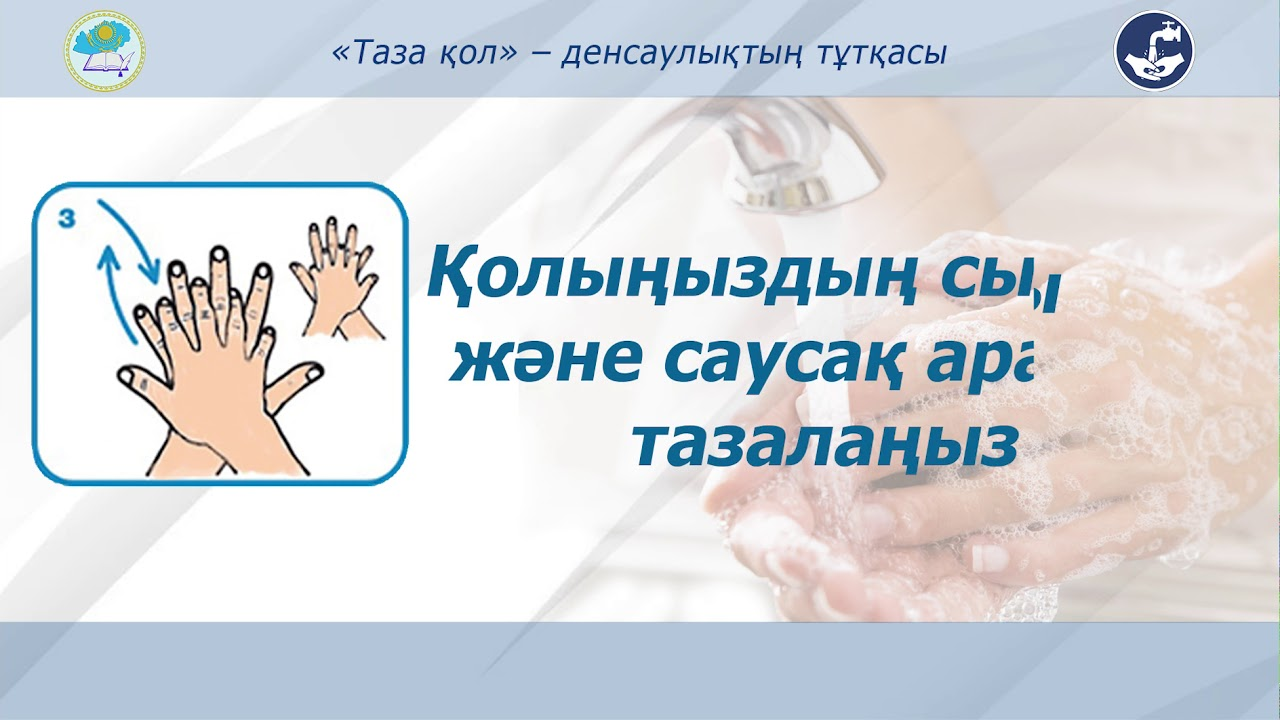 «Таза қол» – денсаулықтың тұтқасы
3
Қолыңыздың
және саусақ
тазалаңыз